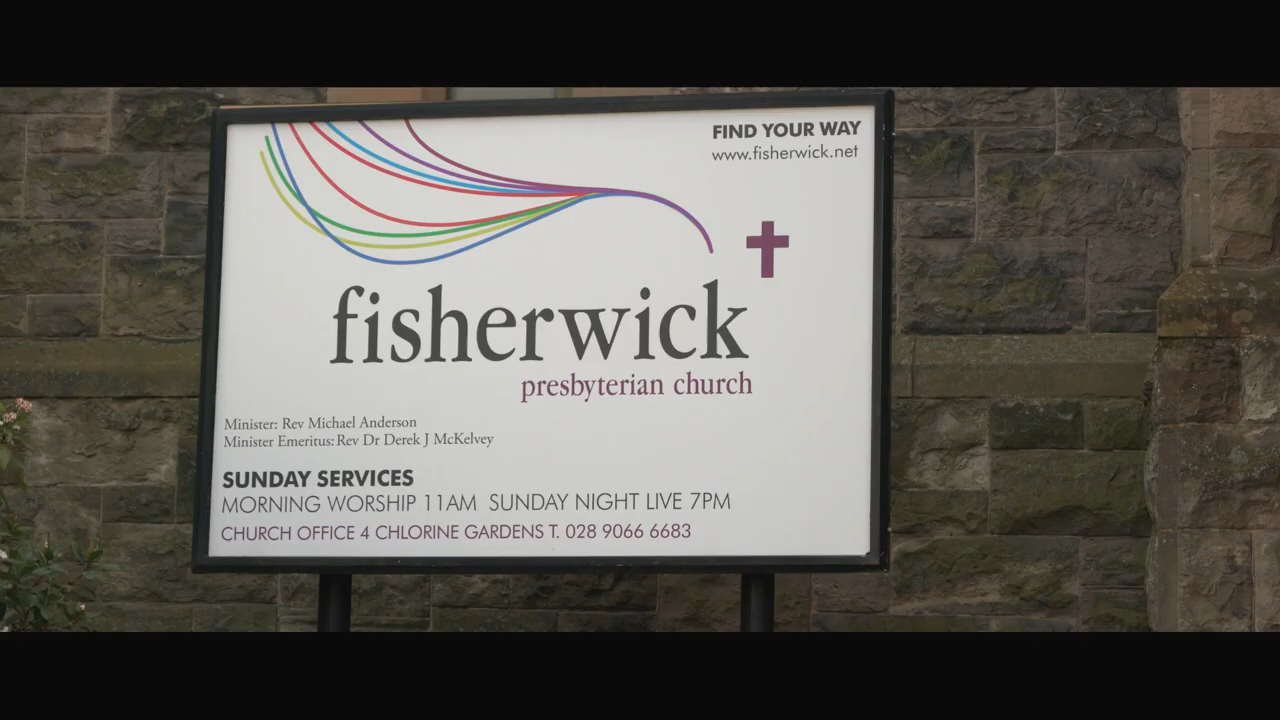 FIND YOUR WAY
www.fisherwick.net
fisherwick
presbyterian church
Minister: Rev Michael Anderson
Minister Emeritus: Rev Dr Derek J McKelvey
SUNDAY SERVICES
MORNING WORSHIP 11AM SUNDAY NIGHT LIVE 7PM
CHURCH OFFICE 4 CHLORINE GARDENS T. 028 9066 6683